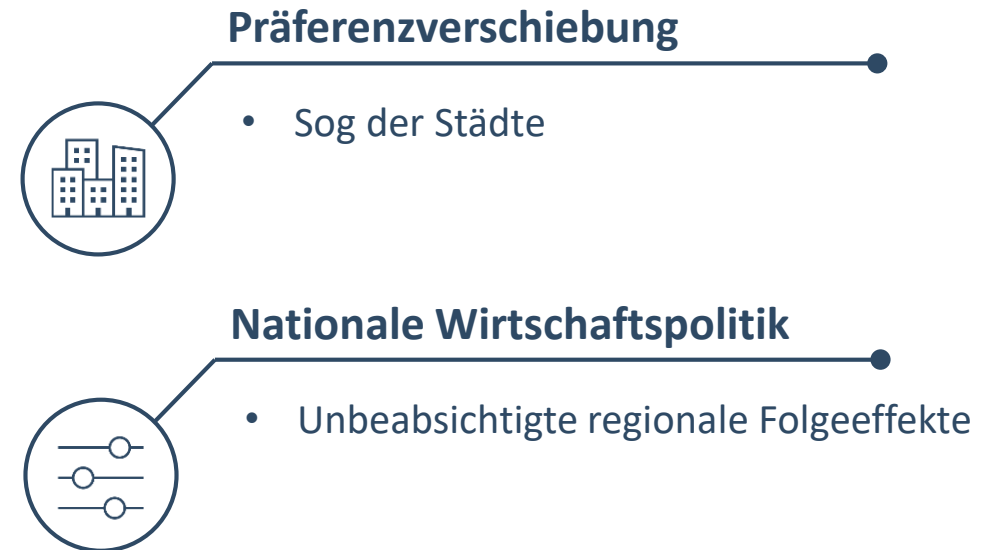 Präferenzverschiebung
• Sog der Städte
Nationale Wirtschaftspolitik
• Unbeabsichtigte regionale Folgeeffekte